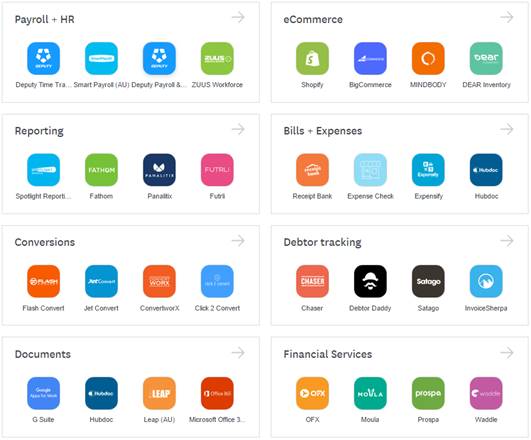 Payroll + HR
DEPUTY
SmartPayroll
DEPUTY
ZUUS
Deputy Time Tra...
Smart Payroll (AU)
Deputy Payroll &...
ZUUS Workforce
eCommerce
BIGCOMMERCE
DEAR
Shopify
BigCommerce
MINDBODY
DEAR Inventory
Reporting
FATHOM
PANALITIX
FUTRLI
Spotlight Reporti...
Fathom
Panalitix
Futrli
Bills + Expenses
receipt bank
Expensify
Hubdoc
Receipt Bank
Expense Check
Expensify
Hubdoc
Conversions
FLASH
JetConvert
CONVERT
WORX
click 2 convert
Flash Convert
Jet Convert
ConvertworX
Click 2 Convert
Debtor tracking
CHASER
Satago
Chaser
Debtor Daddy
Satago
InvoiceSherpa
Documents
Google
Apps for Work
Hubdoc
LEAP
Office 365
G Suite
Hubdoc
Leap (AU)
Microsoft Office 3...
Financial Services
OFX
MOULA
prospa
waddle
OFX
Moula
Prospa
Waddle